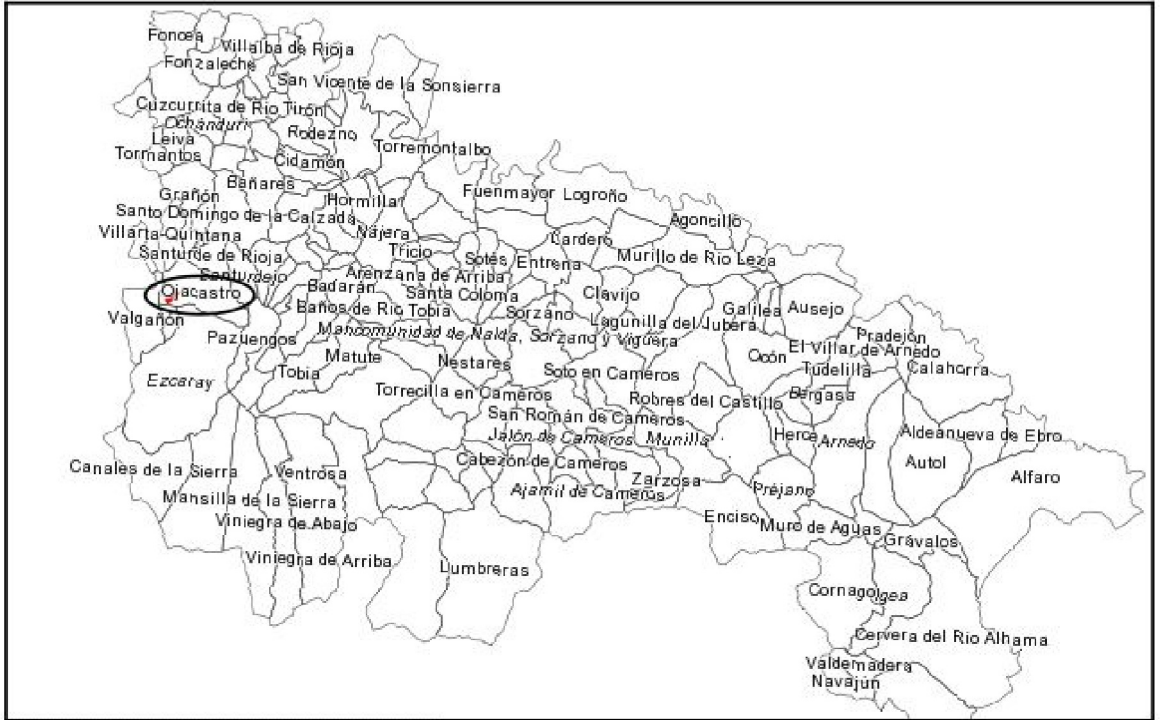 Foncea
Villalba de Rioja
Fonzaleche
San Vicente de la Sonsierra
Cuzcurrita de Río Tirón
Ochánduri
Rodezno
Leiva
Torremontalbo
Tormantos
Cidamón
Bañares
Grañón
Hormilla
Fuenmayor
Logroño
Santo Domingo de la Calzada
Agoncillo
Villarta-Quintana
Nájera
Lardero
Santurde de Rioja
Tricio
Sotés
Entrena
Murillo de Río Leza
Santurdejo
Arenzana de Arriba
Ojacastro
Badarán
Santa Coloma
Clavijo
Baños de Río Tobía
Sorzano
Galilea
Ausejo
Valgañón
Lagunilla del Jubera
Pazuengos
Mancomunidad de Nalda, Sorzano y Viguera
Pradejón
El Villar de Arnedo
Matute
Nestares
Ocón
Tobía
Soto en Cameros
Tudelilla
Calahorra
Ezcaray
Torrecilla en Cameros
Robres del Castillo
Bergasa
San Román de Cameros
Jalón de Cameros
Munilla
Herce
Arnedo
Aldeanueva de Ebro
Canales de la Sierra
Ventrosa
Cabezón de Cameros
Autol
Zarzosa
Alfaro
Mansilla de la Sierra
Ajamil de Cameros
Préjano
Viniegra de Abajo
Enciso
Muro de Aguas
Grávalos
Viniegra de Arriba
Lumbreras
Cornago
Igea
Cervera del Río Alhama
Valdemadera
Navajún